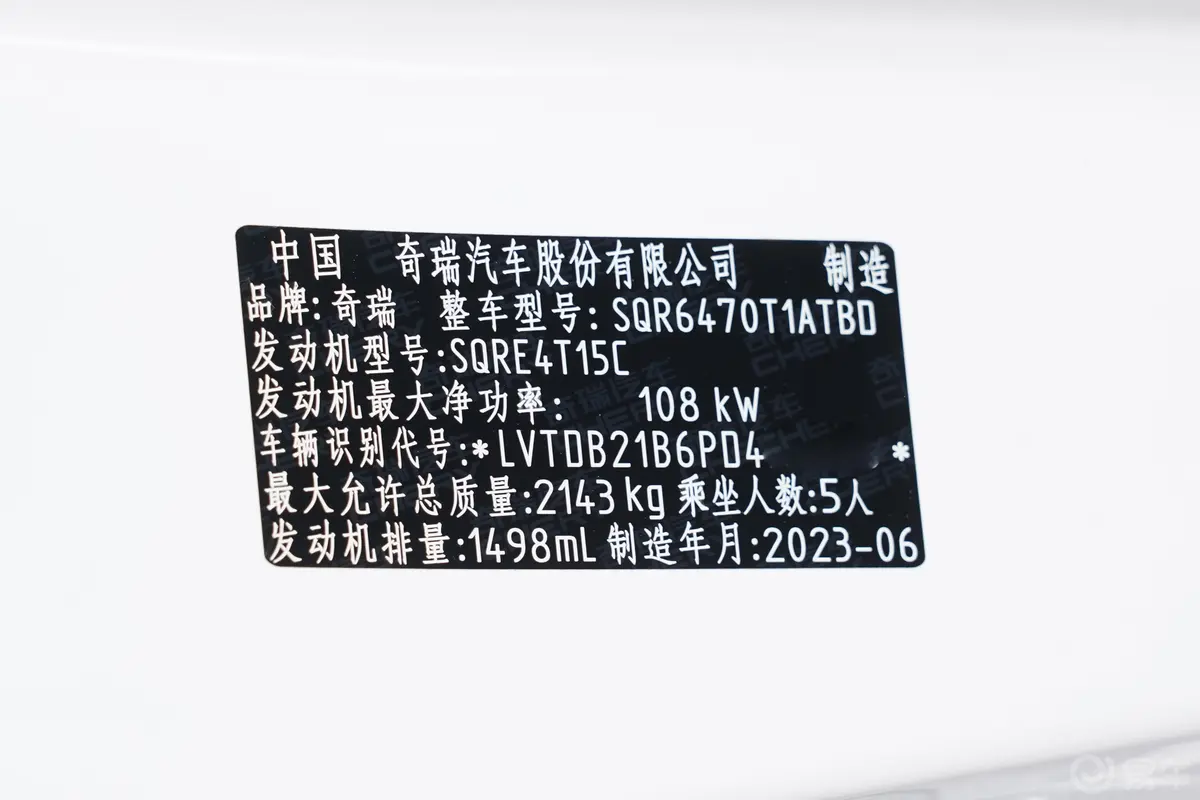 中国 奇瑞汽车股份有限公司 制造
品牌:奇瑞 整车型号:SQR6470T1ATBD
发动机型号:SQRE4T15C
发动机最大净功率: 108 kW
车辆识别代号:*LVTDB21B6PD4 *
最大允许总质量:2143kg 乘坐人数:5人
发动机排量:1498mL 制造年月:2023-06
易车